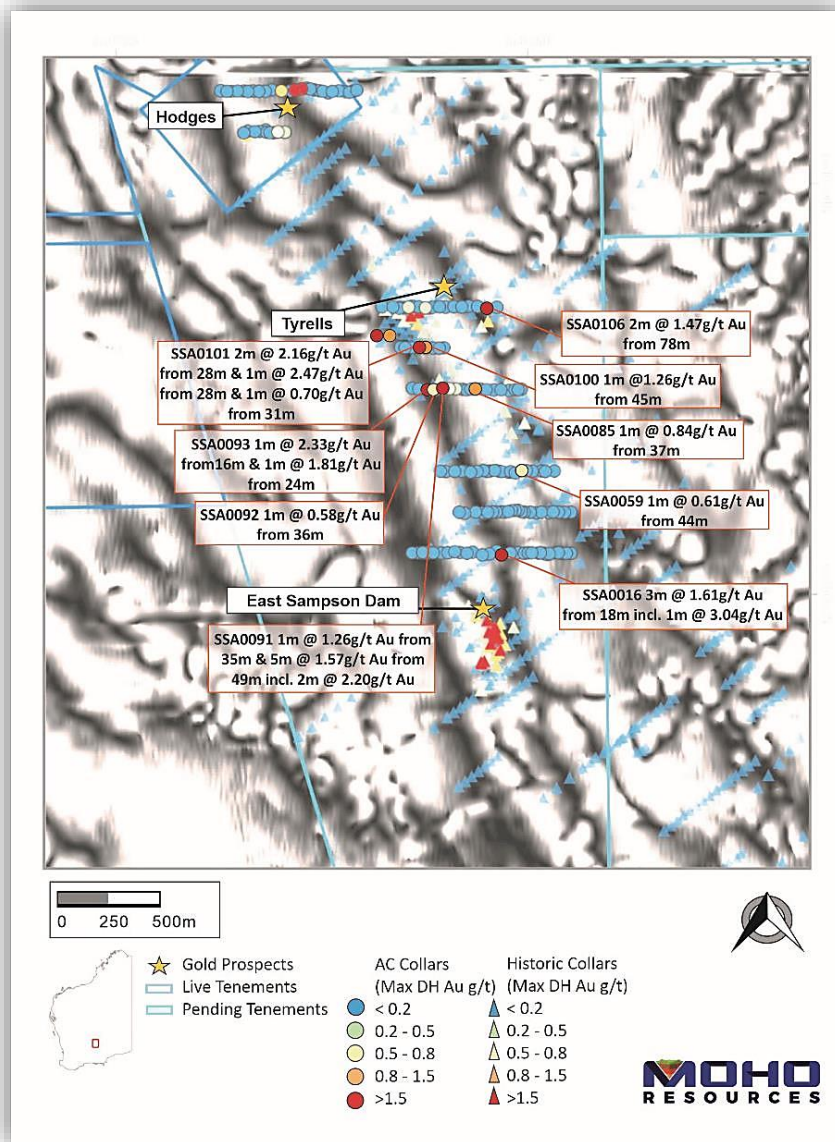 Hodges
Tyrells
SSA0106 2m @ 1.47g/t Au
from 78m
SSA0101 2m @ 2.16g/t Au
from 28m & 1m @ 2.47g/t Au
from 28m & 1m @ 0.70g/t Au
from 31m
SSA0100 1m @1.26g/t Au
from 45m
SSA0085 1m @ 0.84g/t Au
from 37m
SSA0093 1m @ 2.33g/t Au
from16m & 1m @ 1.81g/t Au
from 24m
SSA0092 1m @ 0.58g/t Au
from 36m
SSA0059 1m @ 0.61g/t Au
from 44m
East Sampson Dam
SSA0016 3m @ 1.61g/t Au
from 18m incl. 1m @ 3.04g/t Au
SSA0091 1m @ 1.26g/t Au from
35m & 5m @ 1.57g/t Au from
49m incl. 2m @ 2.20g/t Au
0 250 500m
Gold Prospects
Live Tenements
Pending Tenements
AC Collars
(Max DH Au g/t)
< 0.2
0.2 - 0.5
0.5 - 0.8
0.8 - 1.5
>1.5
Historic Collars
(Max DH Au g/t)
< 0.2
0.2 - 0.5
0.5 - 0.8
0.8 - 1.5
>1.5
MOHO
RESOURCES